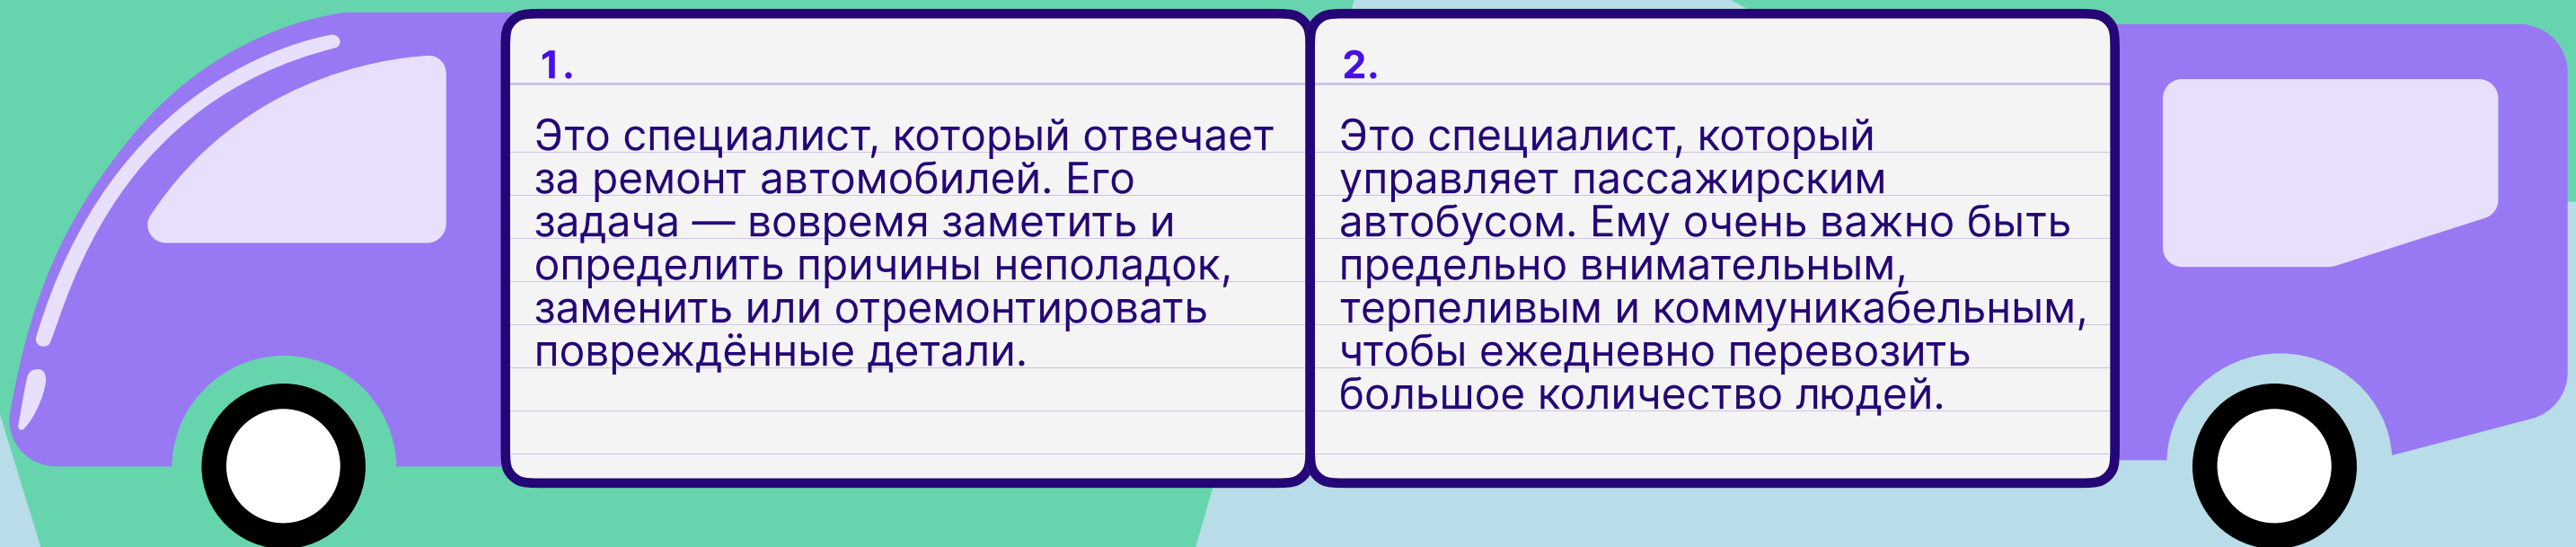 1.
Это специалист, который отвечает
за ремонт автомобилей. Его
задача — вовремя заметить и
определить причины неполадок,
заменить или отремонтировать
повреждённые детали.
2.
Это специалист, который
управляет пассажирским
автобусом. Ему очень важно быть
предельно внимательным,
терпеливым и коммуникабельным,
чтобы ежедневно перевозить
большое количество людей.